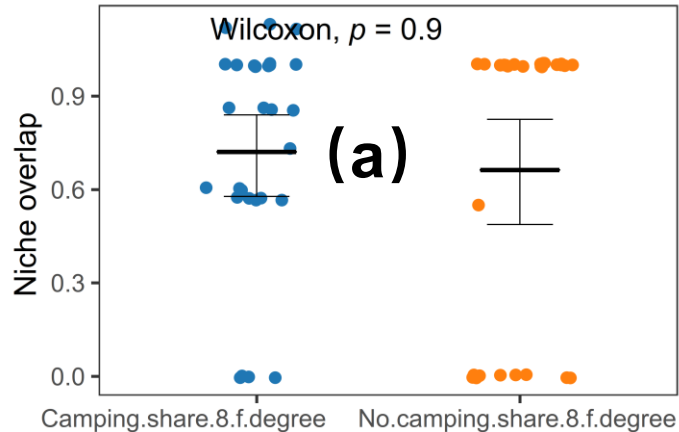 Wilcoxon, p = 0.9
(a)
Niche overlap
0.9
0.6
0.3
0.0
Camping.share.8.f.degree
No.camping.share.8.f.degree